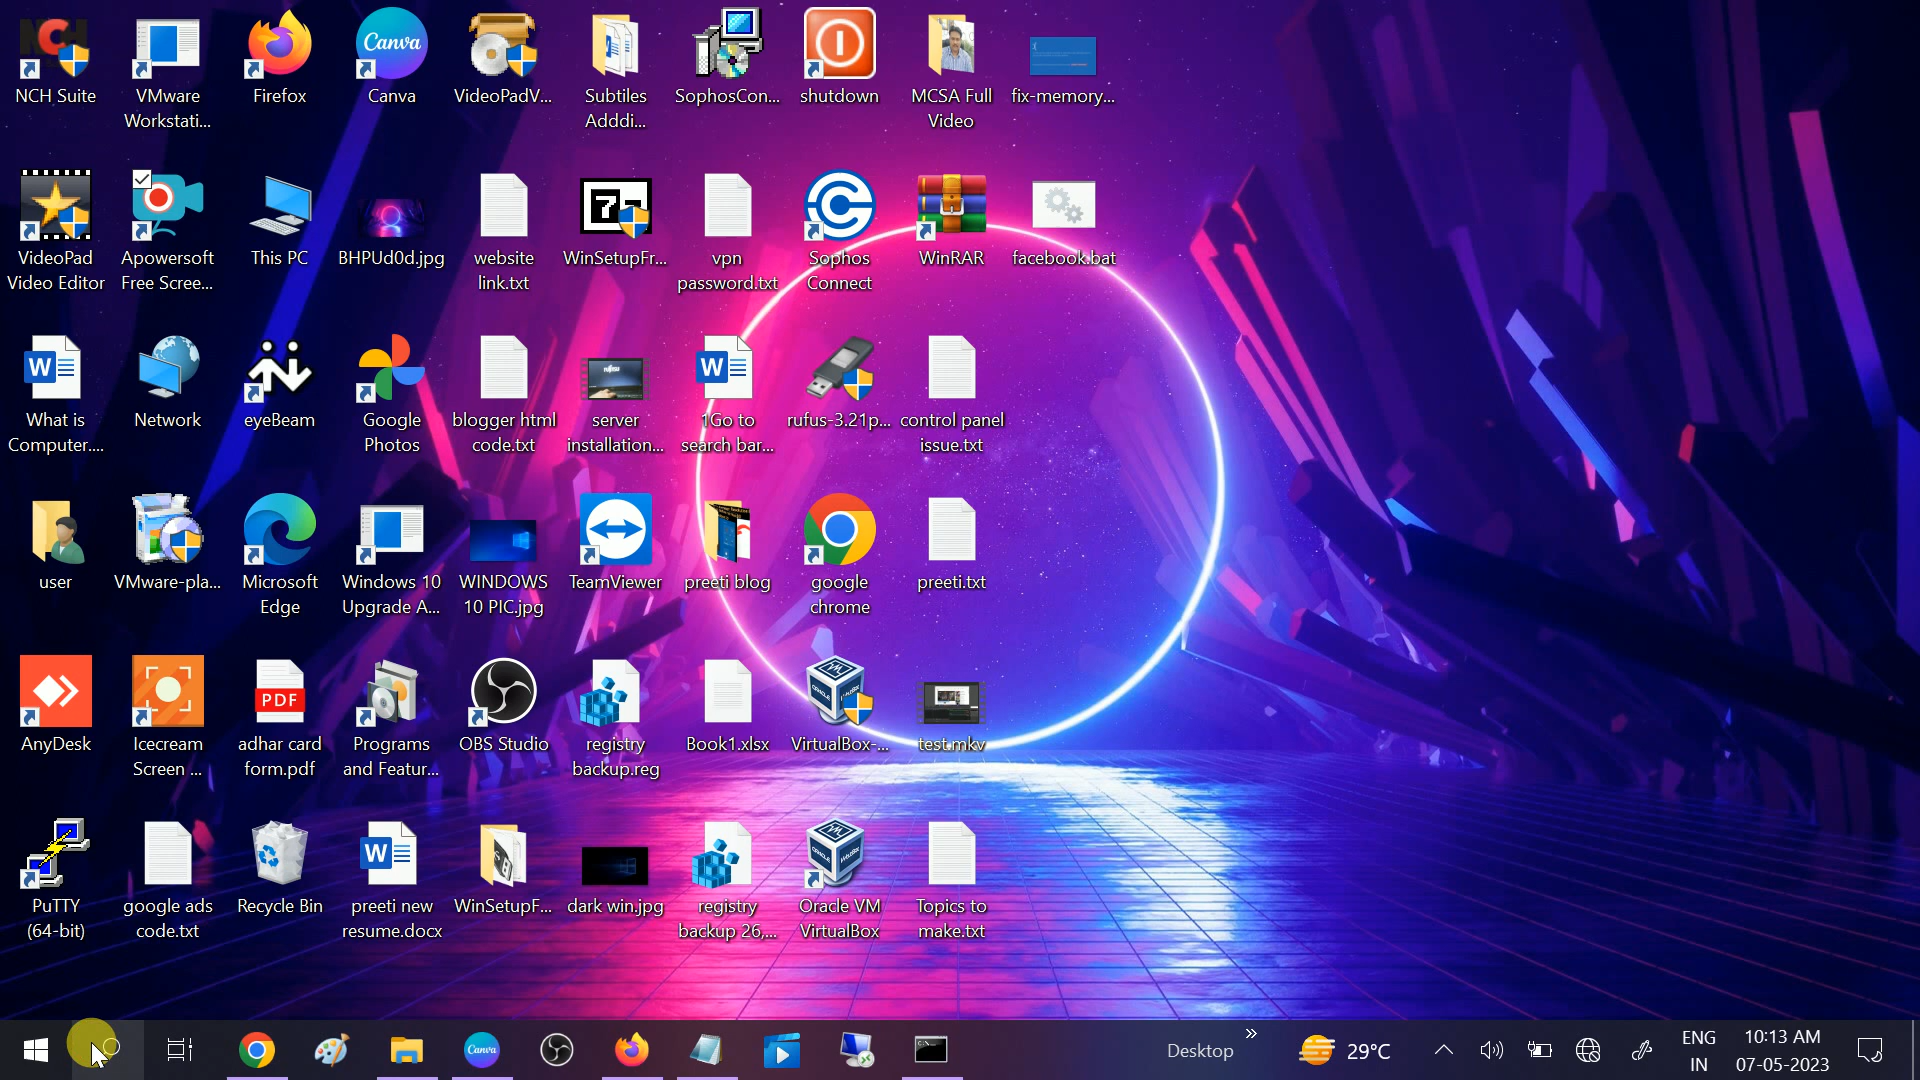 NCH Suite
VMware
Workstati...
Firefox
Canva
VideoPadV...
Subtiles
Adddi...
SophosCon...
shutdown
MCSA Full
Video
fix-memory...
VideoPad
Video Editor
Apowersoft
Free Scree...
This PC
BHPUd0d.jpg
website
link.txt
WinSetupFr...
vpn
password.txt
Sophos
Connect
WinRAR
facebook.bat
What is
Computer....
Network
eyeBeam
Google
Photos
blogger html
code.txt
server
installation...
1Go to
search bar...
rufus-3.21p...
control panel
issue.txt
user
VMware-pla...
Microsoft
Edge
Windows 10
Upgrade A...
WINDOWS
10 PIC.jpg
TeamViewer
preeti blog
google
chrome
preeti.txt
AnyDesk
Icecream
Screen ...
PDF
adhar card
form.pdf
Programs
and Featur...
OBS Studio
registry
backup.reg
Book1.xlsx
VirtualBox-...
test.mkv
PuTTY
(64-bit)
google ads
code.txt
Recycle Bin
preeti new
resume.docx
WinSetupF...
dark win.jpg
registry
backup 26,...
Oracle VM
VirtualBox
Topics to
make.txt
Desktop
29°C
ENG
IN
10:13 AM
07-05-2023